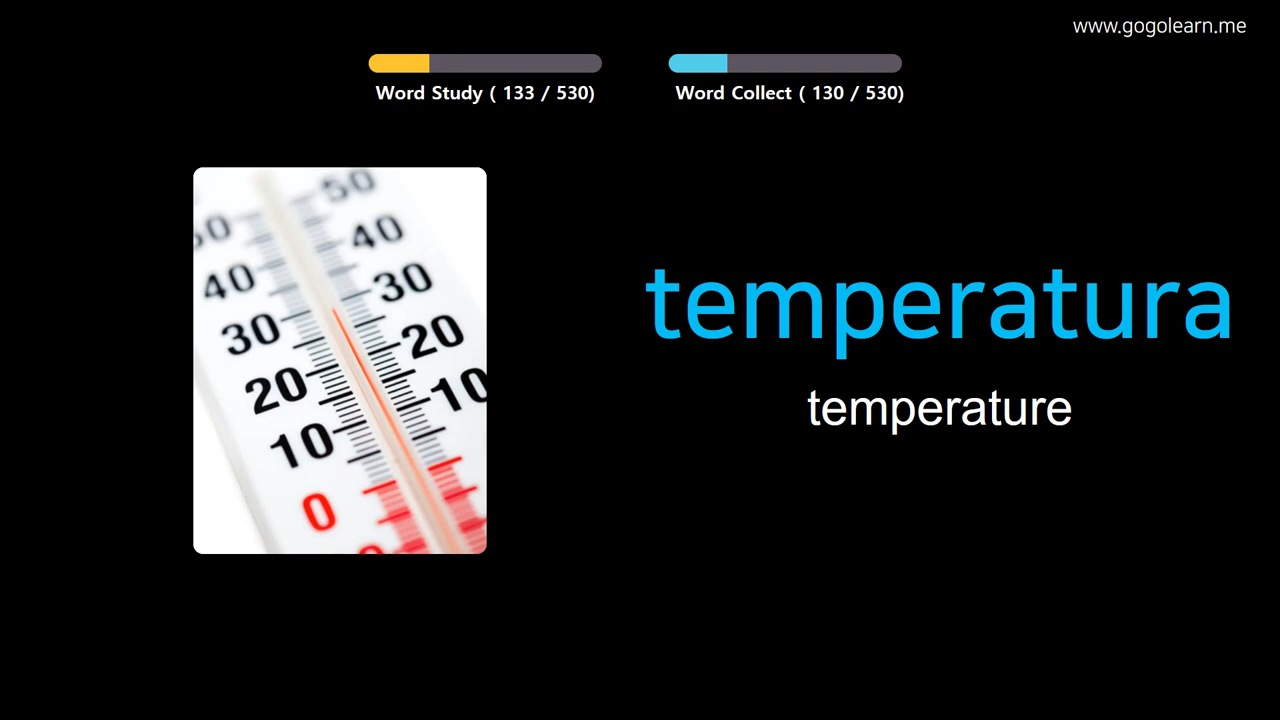 www.gogolearn.me
Word Study ( 133 / 530)
Word Collect ( 130 / 530)
50
50
40
40
30
30
20
20
10
10
0
temperatura
temperature